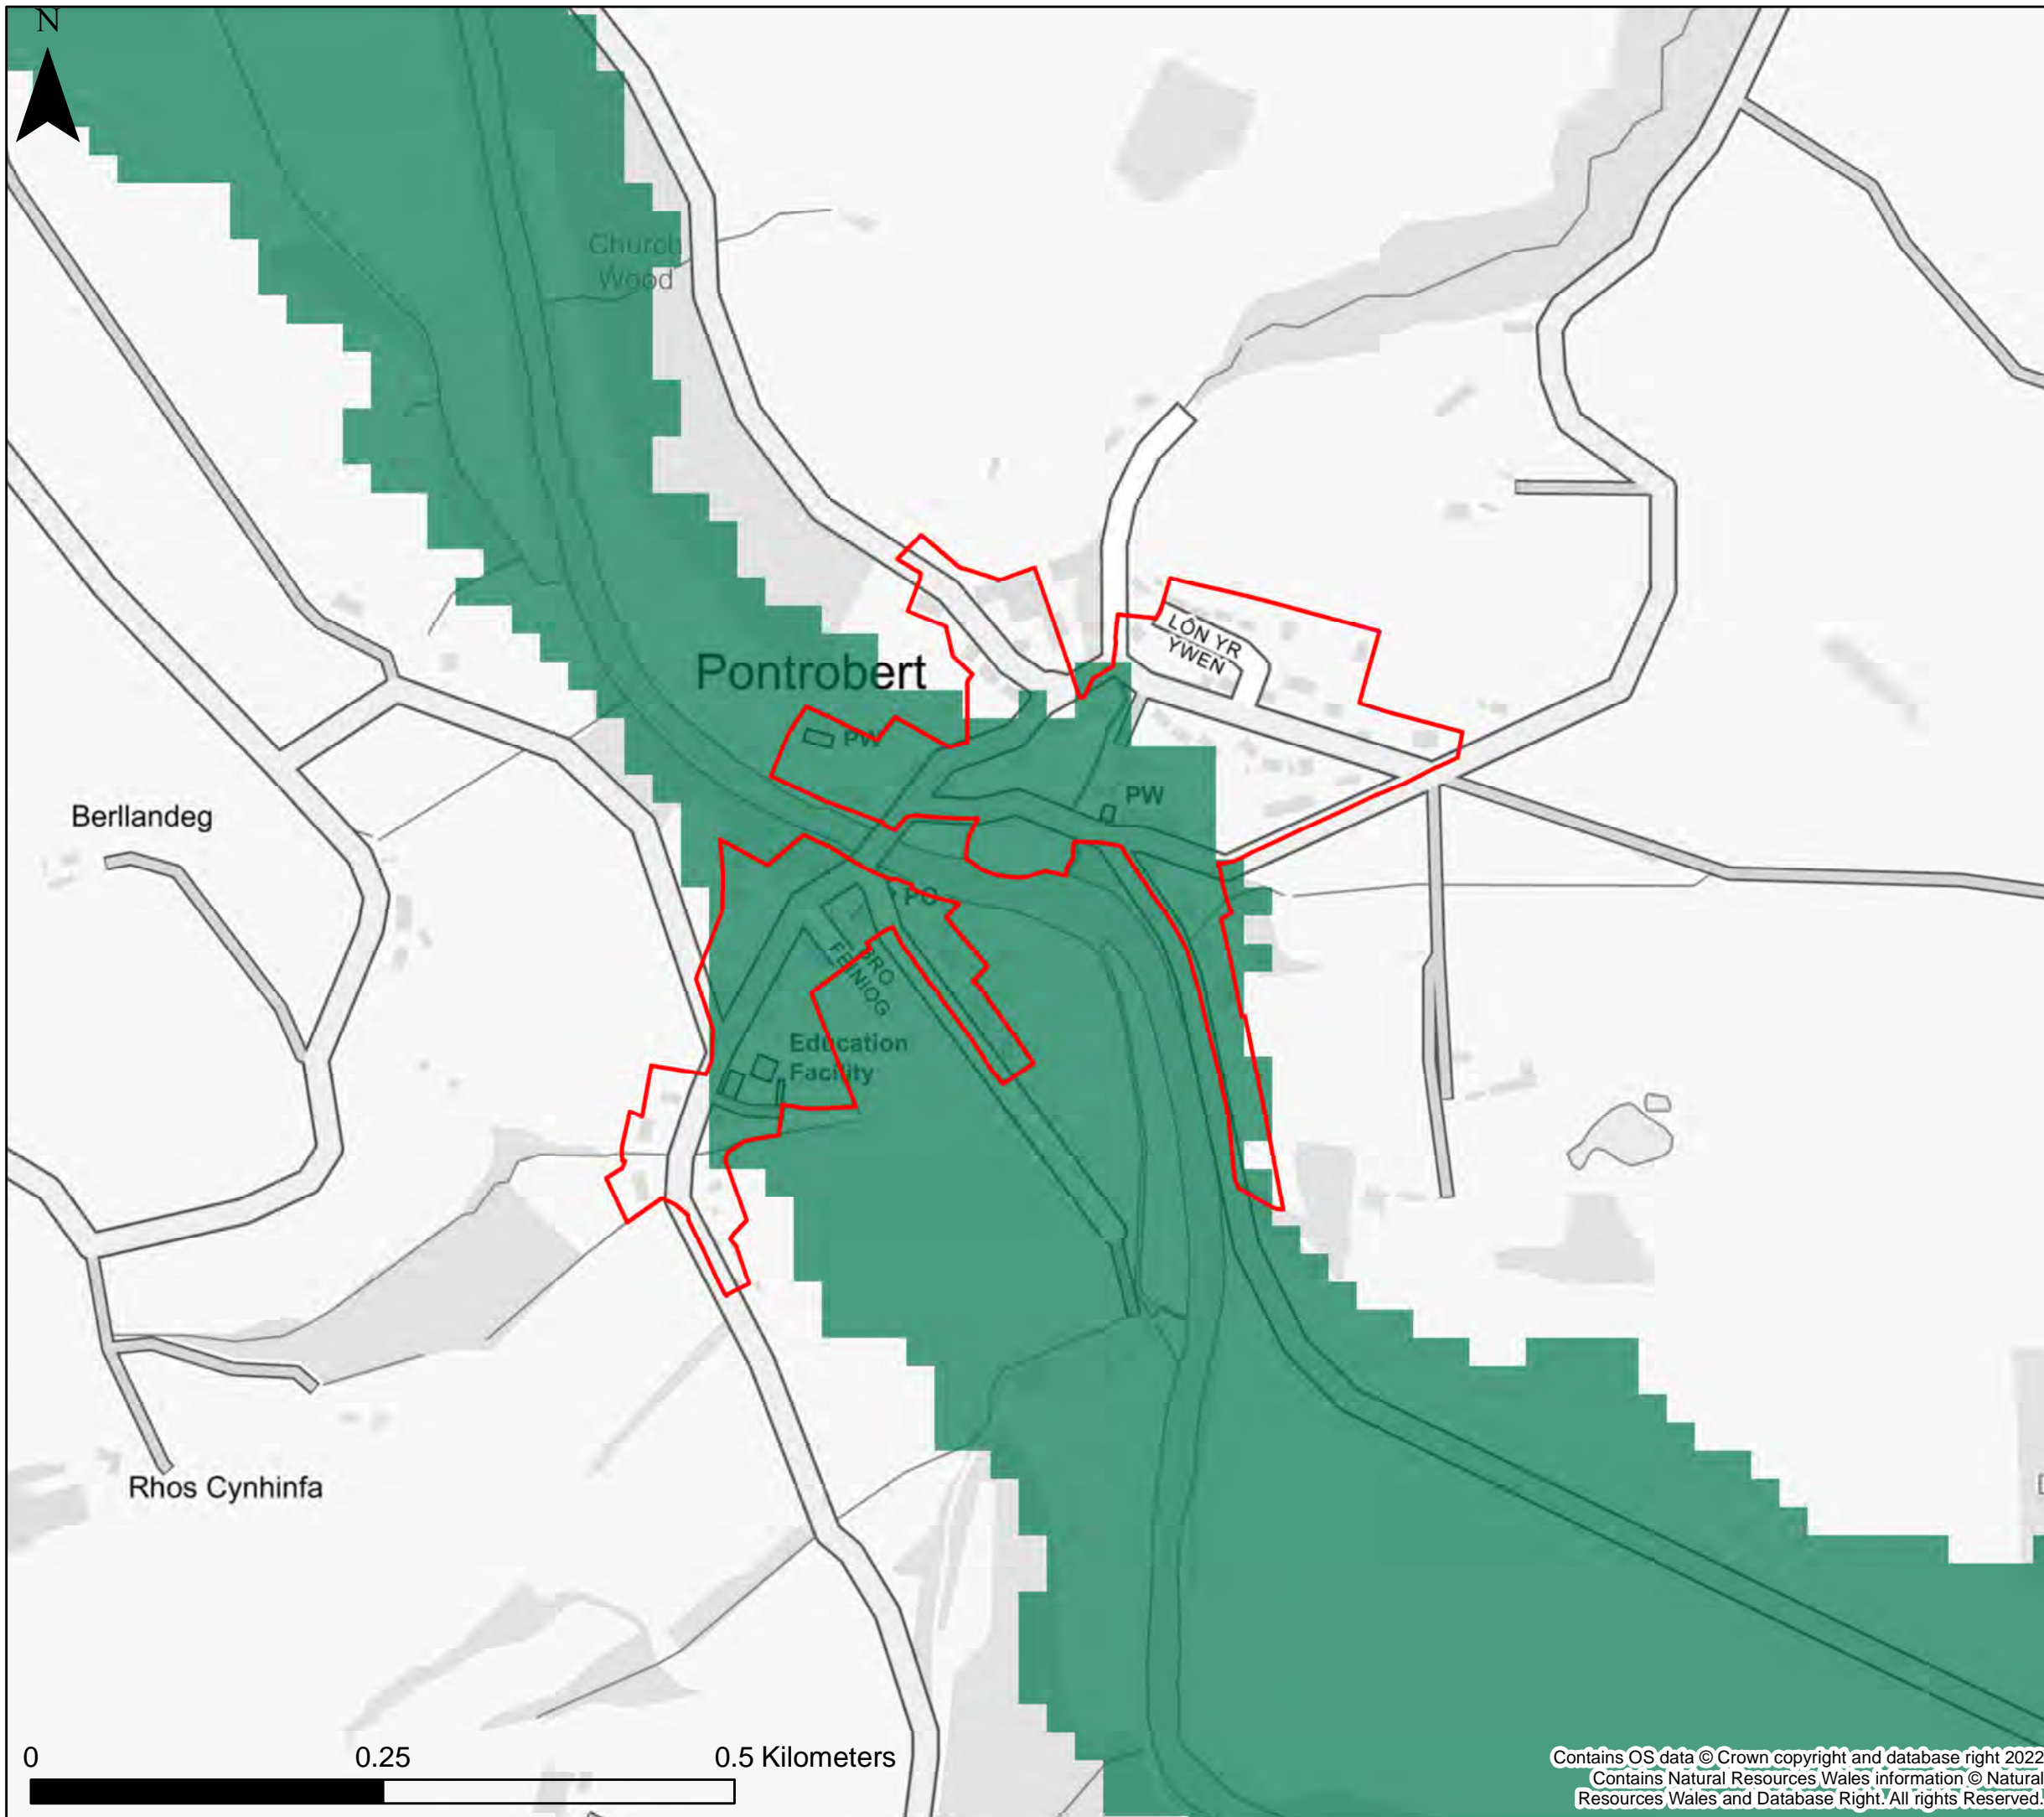 N
Church
Wood
Pontrobert
LÔN YR
YWEN
PW
PW
Berllandeg
PO
BRO
FEINIOG
Education
Facility
Rhos Cynhinfa
0
0.25
0.5 Kilometers
Contains OS data © Crown copyright and database right 2022
Contains Natural Resources Wales information © Natural
Resources Wales and Database Right. All rights Reserved.